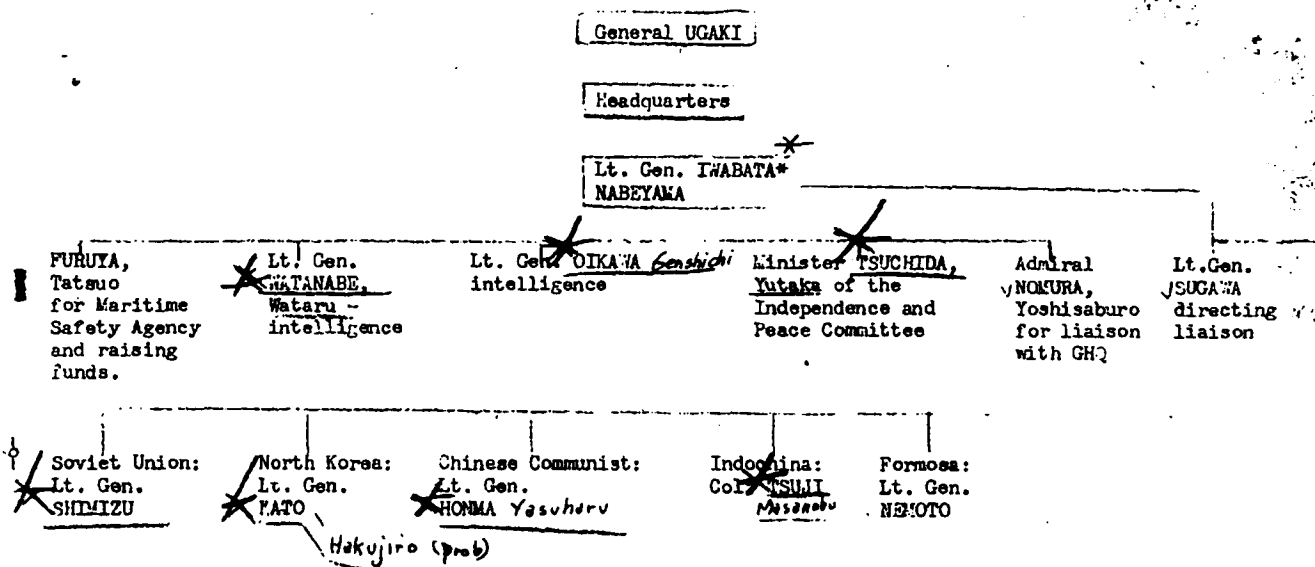 General UGAKI
Headquarters
Lt. Gen. IWABATA*
NABEYAMA
FURUYA,
Tatsuo
for Maritime
Safety Agency
and raising
funds.
Lt. Gen.
WATANABE,
Wataru -
intelligence
Lt. Gen. OIKAWA Genshichi
intelligence
Minister TSUCHIDA,
Yutaka of the
Independence and
Peace Committee
Admiral
NOMURA,
Yoshisaburo
for liaison
with GHQ
Lt.Gen.
SUGAWA
directing
liaison
Soviet Union:
Lt. Gen.
SHIMIZU
North Korea:
Lt. Gen.
KATO
Hakujiro (prob)
Chinese Communist:
Lt. Gen.
HONMA Yasuharu
Indochina:
Col. TSUJI
Masanobu
Formosa:
Lt. Gen.
NEMOTO